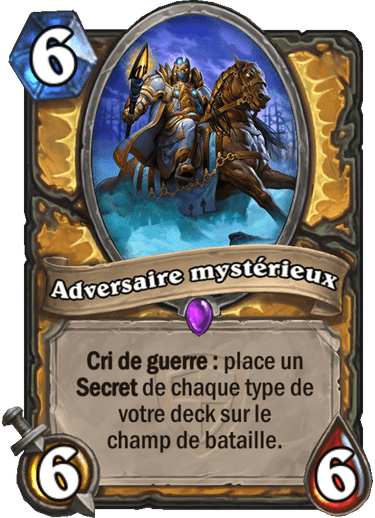 6
Adversaire mystérieux
Cri de guerre : place un
Secret de chaque type de
votre deck sur le
champ de bataille.
6
6